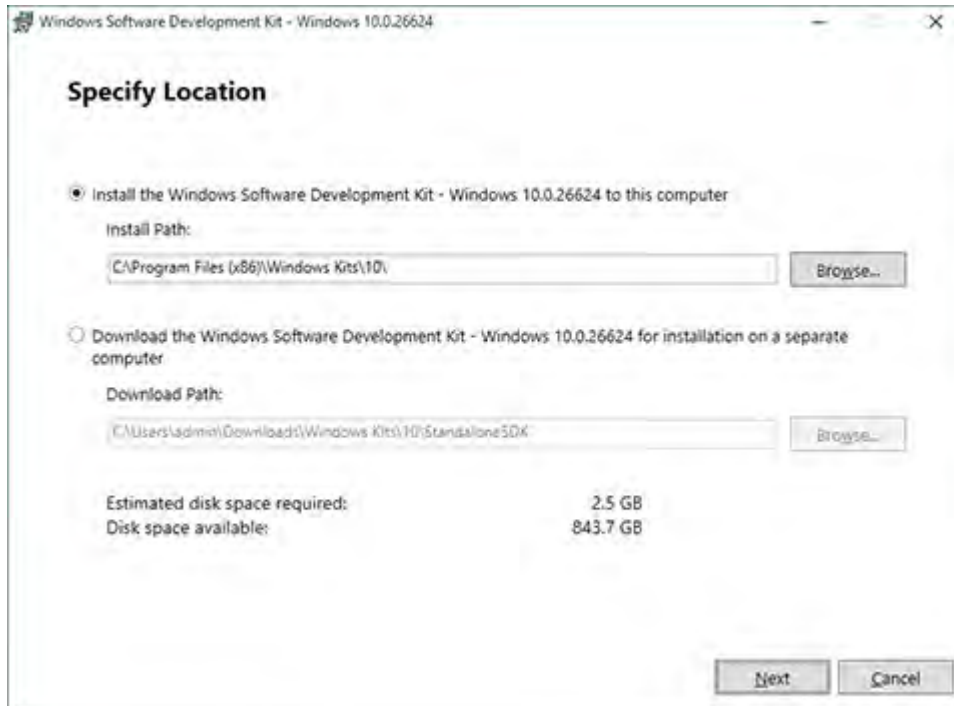 Windows Software Development Kit - Windows 10.0.26624
Specify Location
Install the Windows Software Development Kit - Windows 10.0.26624 to this computer
Install Path:
C:\Program Files (x86)\Windows Kits\10\
Browse...
Download the Windows Software Development Kit - Windows 10.0.26624 for installation on a separate
computer
Download Path:
C:\Users\admin\Downloads\Windows Kits\10\StandaloneSDK
Browse...
Estimated disk space required: 2.5 GB
Disk space available: 843.7 GB
Next
Cancel